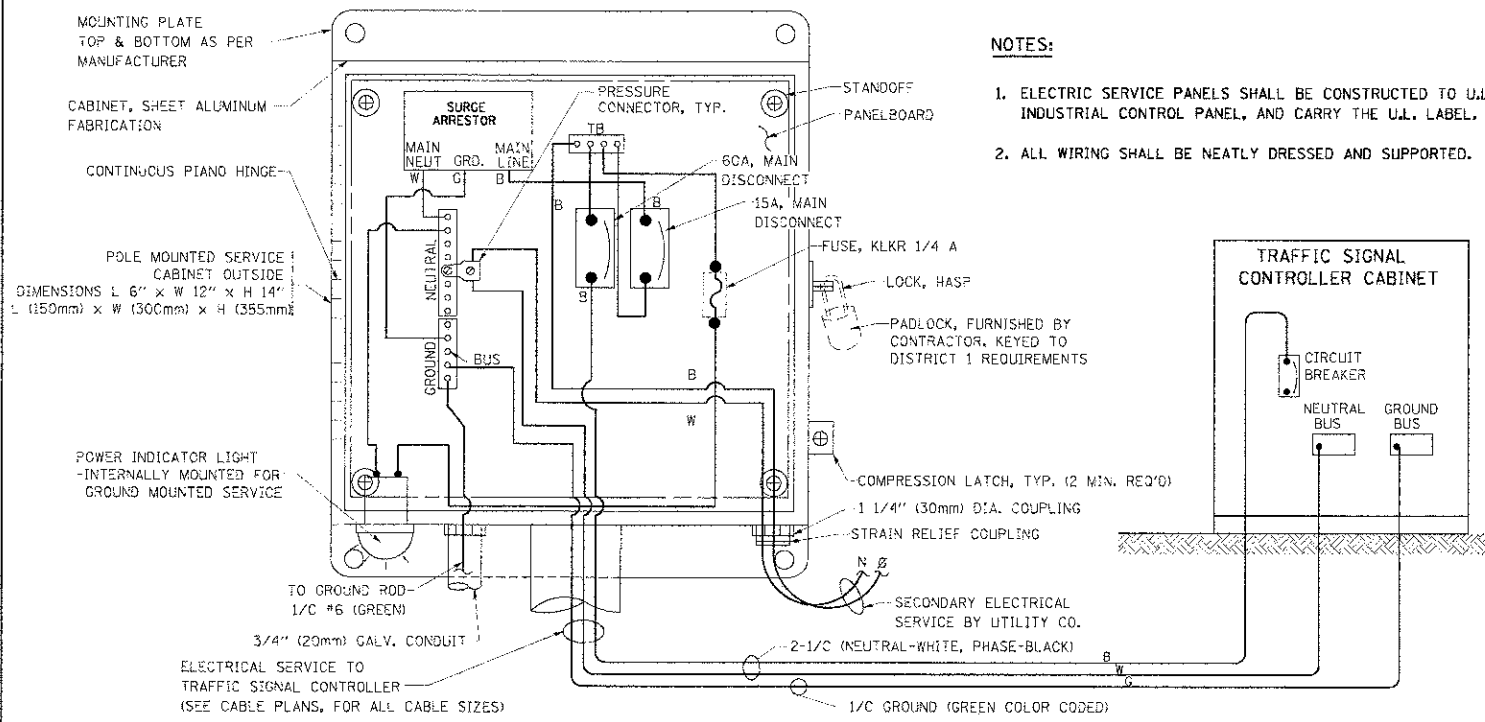 MOUNTING PLATE
TOP & BOTTOM AS PER
MANUFACTURER
CABINET, SHEET ALUMINUM
FABRICATION
CONTINUOUS PIANO HINGE
POLE MOUNTED SERVICE
CABINET OUTSIDE
DIMENSIONS L 6" x W 12" x H 14"
L (150mm) x W (300mm) x H (355mm)
POWER INDICATOR LIGHT
-INTERNALLY MOUNTED FOR
GROUND MOUNTED SERVICE
SURGE
ARRESTOR
MAIN
NEUT
GRD.
MAIN
LINE
W
G
B
PRESSURE
CONNECTOR, TYP.
TB
B
B
B
NEUTRAL
GROUND
BUS
B
W
STANDOFF
PANELBOARD
60A, MAIN
DISCONNECT
15A, MAIN
DISCONNECT
FUSE, KLKR 1/4 A
LOCK, HASP
PADLOCK, FURNISHED BY
CONTRACTOR, KEYED TO
DISTRICT 1 REQUIREMENTS
COMPRESSION LATCH, TYP. (2 MIN. REQ'D)
1 1/4" (30mm) DIA. COUPLING
STRAIN RELIEF COUPLING
N Ø
SECONDARY ELECTRICAL
SERVICE BY UTILITY CO.
TO GROUND ROD
1/C #6 (GREEN)
3/4" (20mm) GALV. CONDUIT
ELECTRICAL SERVICE TO
TRAFFIC SIGNAL CONTROLLER
(SEE CABLE PLANS, FOR ALL CABLE SIZES)
2-1/C (NEUTRAL-WHITE, PHASE-BLACK)
B
W
G
1/C GROUND (GREEN COLOR CODED)
NOTES:
1. ELECTRIC SERVICE PANELS SHALL BE CONSTRUCTED TO U.L
INDUSTRIAL CONTROL PANEL, AND CARRY THE U.L. LABEL.
2. ALL WIRING SHALL BE NEATLY DRESSED AND SUPPORTED.
TRAFFIC SIGNAL
CONTROLLER CABINET
CIRCUIT
BREAKER
NEUTRAL
BUS
GROUND
BUS